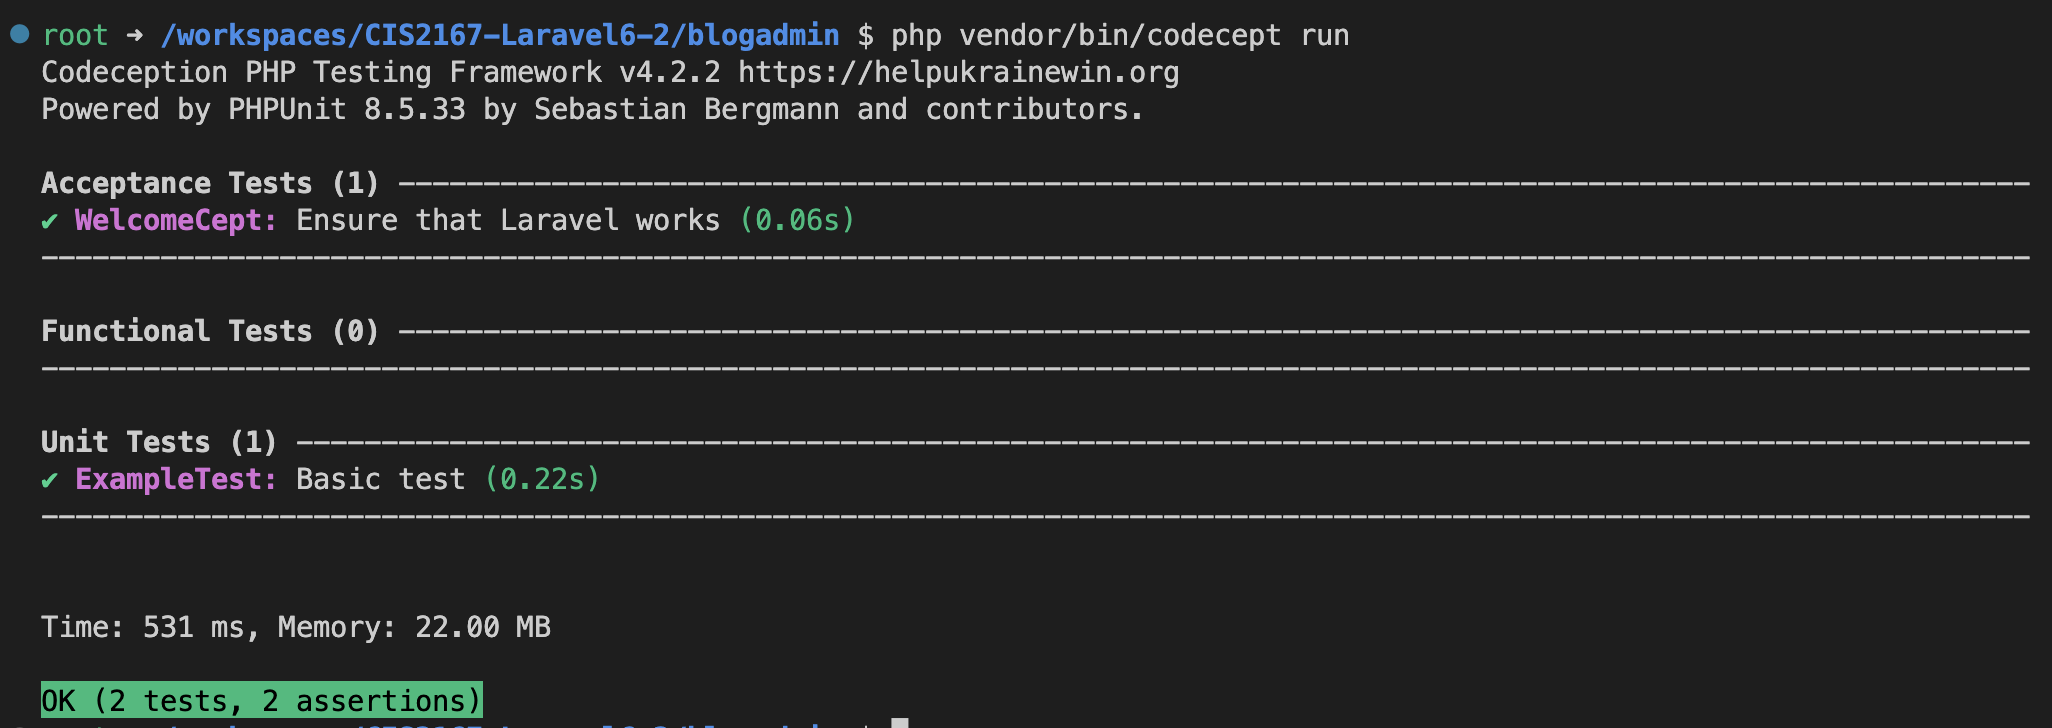 root ➜ /workspaces/CIS2167-Laravel6-2/blogadmin $ php vendor/bin/codecept run
Codeception PHP Testing Framework v4.2.2 https://helpukrainewin.org
Powered by PHPUnit 8.5.33 by Sebastian Bergmann and contributors.
Acceptance Tests (1) ------------------------------------------------------------------------------------------------
✔ WelcomeCept: Ensure that Laravel works (0.06s)
---------------------------------------------------------------------------------------------------------------------
Functional Tests (0) ------------------------------------------------------------------------------------------------
---------------------------------------------------------------------------------------------------------------------
Unit Tests (1) ------------------------------------------------------------------------------------------------------
✔ ExampleTest: Basic test (0.22s)
---------------------------------------------------------------------------------------------------------------------
Time: 531 ms, Memory: 22.00 MB
OK (2 tests, 2 assertions)